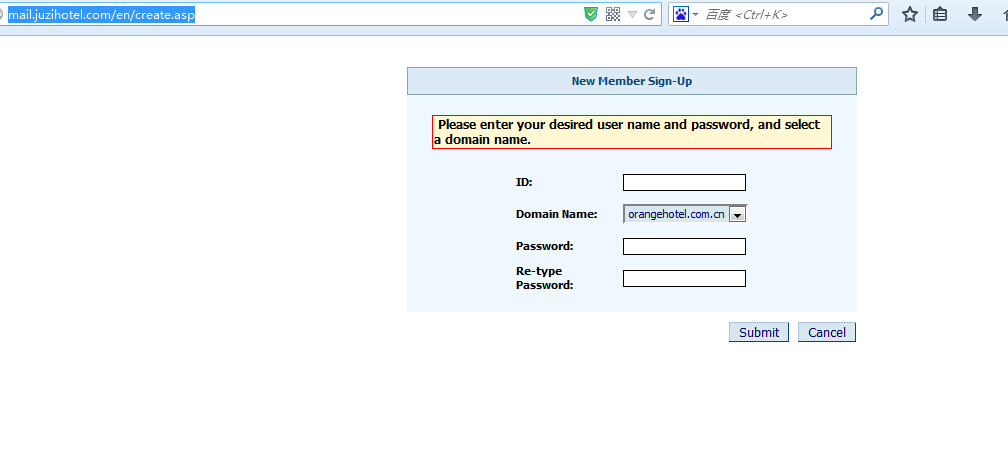 mail.juzihotel.com/en/create.asp
百度 <Ctrl+K>
New Member Sign-Up
Please enter your desired user name and password, and select
a domain name.
ID:
Domain Name:
orangehotel.com.cn
Password:
Re-type
Password:
Submit
Cancel